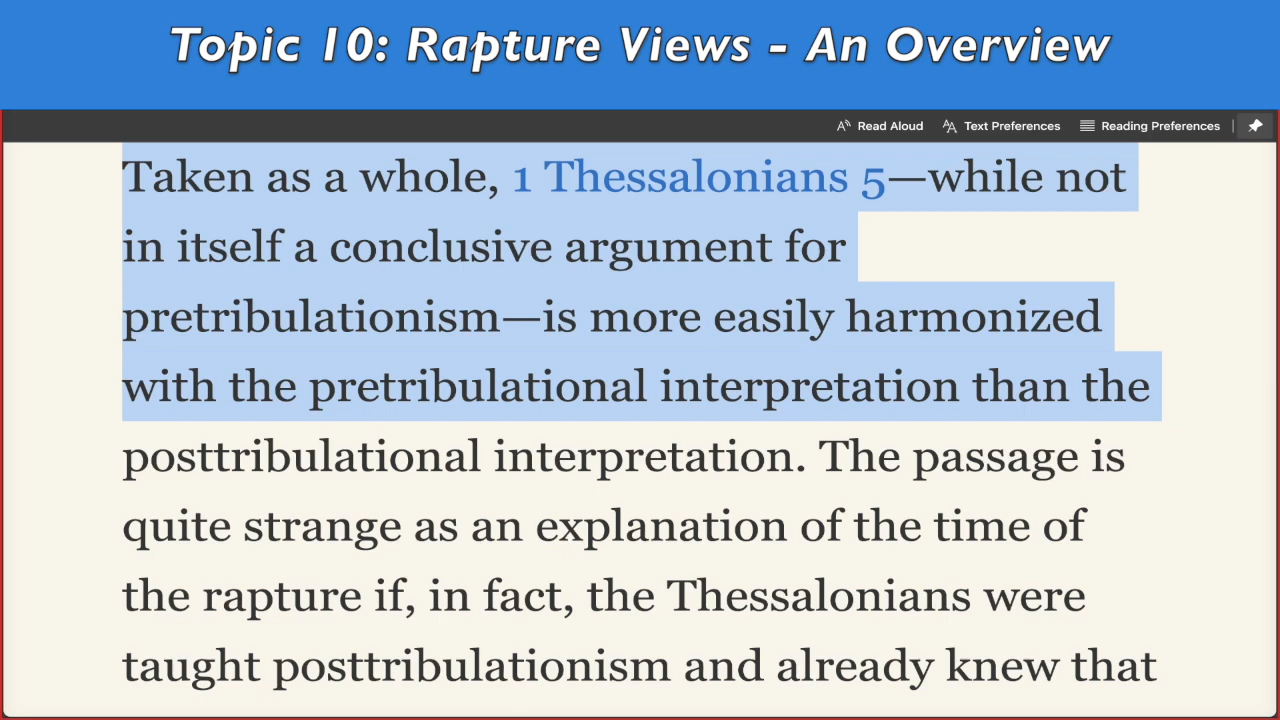 Topic 10: Rapture Views - An Overview
Read Aloud Text Preferences Reading Preferences
Taken as a whole, 1 Thessalonians 5—while not
in itself a conclusive argument for
pretribulationism—is more easily harmonized
with the pretribulational interpretation than the
posttribulational interpretation. The passage is
quite strange as an explanation of the time of
the rapture if, in fact, the Thessalonians were
taught posttribulationism and already knew that